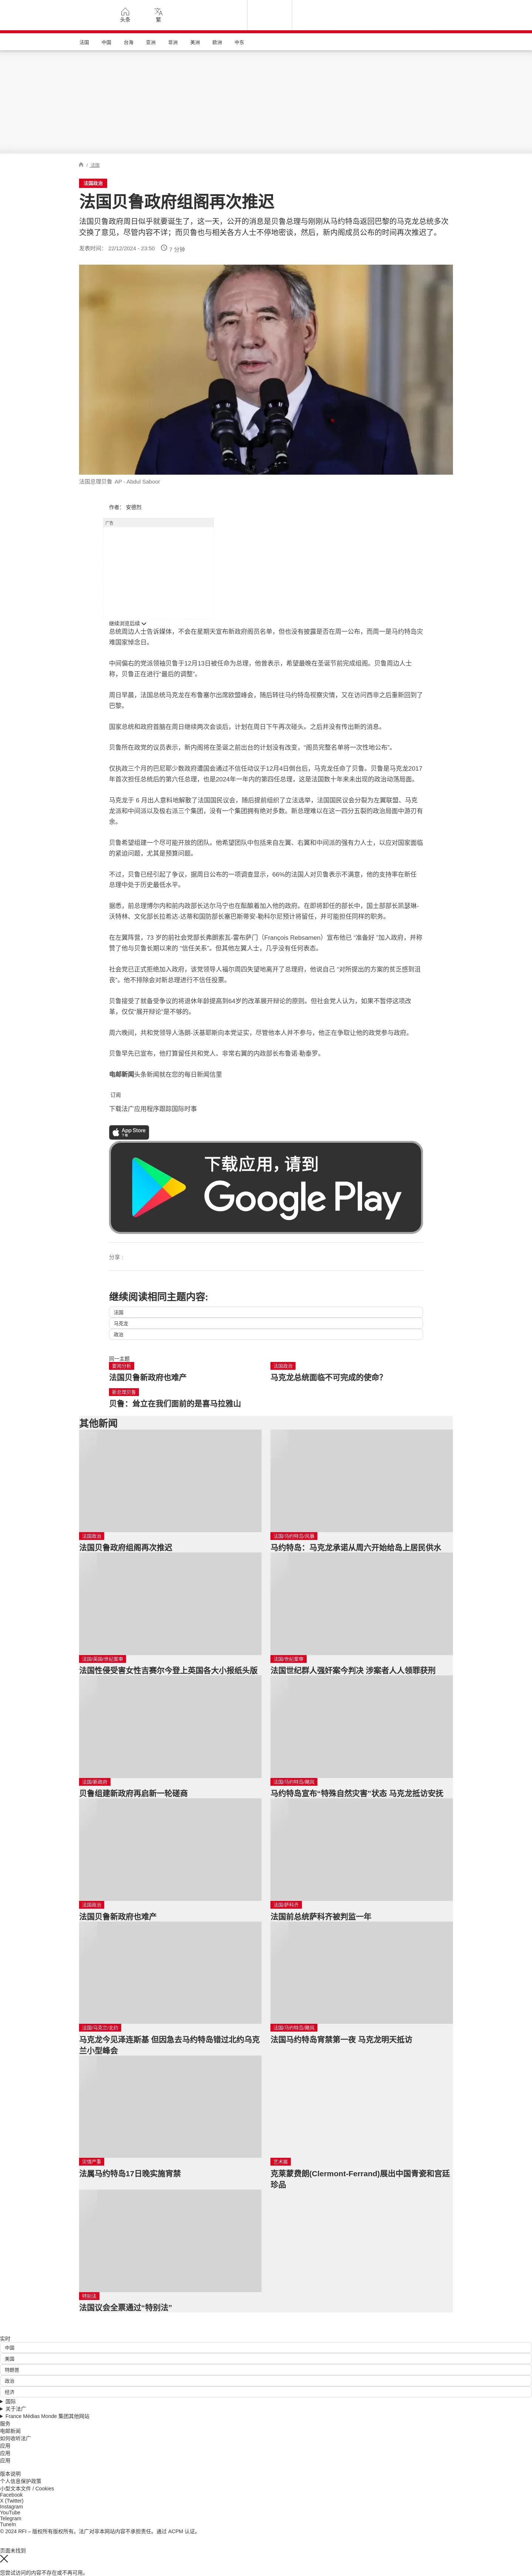 头条
繁
法国
中国
台海
亚洲
非洲
美洲
欧洲
中东
/ 法国
法国政治
法国贝鲁政府组阁再次推迟
法国贝鲁政府周日似乎就要诞生了，这一天，公开的消息是贝鲁总理与刚刚从马约特岛返回巴黎的马克龙总统多次
交换了意见，尽管内容不详；而贝鲁也与相关各方人士不停地密谈，然后，新内阁成员公布的时间再次推迟了。
发表时间： 22/12/2024 - 23:50 7 分钟
法国总理贝鲁 AP - Abdul Saboor
作者： 安德烈
广告
继续浏览后续
总统周边人士告诉媒体，不会在星期天宣布新政府阁员名单，但也没有披露是否在周一公布，而周一是马约特岛灾
难国家悼念日。
中间偏右的党派领袖贝鲁于12月13日被任命为总理，他曾表示，希望最晚在圣诞节前完成组阁。贝鲁周边人士
称，贝鲁正在进行“最后的调整”。
周日早晨，法国总统马克龙在布鲁塞尔出席欧盟峰会，随后转往马约特岛视察灾情，又在访问西非之后重新回到了
巴黎。
国家总统和政府首脑在周日继续两次会谈后，计划在周日下午再次碰头。之后并没有传出新的消息。
贝鲁所在政党的议员表示，新内阁将在圣诞之前出台的计划没有改变，“阁员完整名单将一次性地公布”。
仅执政三个月的巴尼耶少数政府遭国会通过不信任动议于12月4日倒台后，马克龙任命了贝鲁。贝鲁是马克龙2017
年首次担任总统后的第六任总理，也是2024年一年内的第四任总理，这是法国数十年来未出现的政治动荡局面。
马克龙于 6 月出人意料地解散了法国国民议会，随后提前组织了立法选举，法国国民议会分裂为左翼联盟、马克
龙派和中间派以及极右派三个集团，没有一个集团拥有绝对多数。新总理难以在这一四分五裂的政治局面中游刃有
余。
贝鲁希望组建一个尽可能开放的团队。他希望团队中包括来自左翼、右翼和中间派的强有力人士，以应对国家面临
的紧迫问题，尤其是预算问题。
不过，贝鲁已经引起了争议，据周日公布的一项调查显示，66%的法国人对贝鲁表示不满意，他的支持率在新任
总理中处于历史最低水平。
据悉，前总理博尔内和前内政部长达尔马宁也在酝酿着加入他的政府。在即将卸任的部长中，国土部部长凯瑟琳-
沃特林、文化部长拉希达-达蒂和国防部长塞巴斯蒂安-勒科尔尼预计将留任，并可能担任同样的职务。
在左翼阵营，73 岁的前社会党部长弗朗索瓦-雷布萨门（François Rebsamen）宣布他已 “准备好 ”加入政府，并称
赞了他与贝鲁长期以来的 “信任关系”。但其他左翼人士，几乎没有任何表态。
社会党已正式拒绝加入政府，该党领导人福尔周四失望地离开了总理府，他说自己 “对所提出的方案的贫乏感到沮
丧”。他不排除会对新总理进行不信任投票。
贝鲁接受了就备受争议的将退休年龄提高到64岁的改革展开辩论的原则。但社会党人认为，如果不暂停这项改
革，仅仅“展开辩论”是不够的。
周六晚间，共和党领导人洛朗-沃基耶斯向本党证实，尽管他本人并不参与，他正在争取让他的政党参与政府。
贝鲁早先已宣布，他打算留任共和党人、非常右翼的内政部长布鲁诺·勒泰罗。
电邮新闻头条新闻就在您的每日新闻信里
订阅
下载法广应用程序跟踪国际时事
App Store
下载
下载应用，请到
Google Play
分享 :
继续阅读相同主题内容:
法国
马克龙
政治
同一主题
要闻分析
法国贝鲁新政府也难产
法国政治
马克龙总统面临不可完成的使命？
新总理贝鲁
贝鲁：耸立在我们面前的是喜马拉雅山
其他新闻
法国政治
法国贝鲁政府组阁再次推迟
法国/马约特岛/风暴
马约特岛：马克龙承诺从周六开始给岛上居民供水
法国/英国/世纪案审
法国性侵受害女性吉赛尔今登上英国各大小报纸头版
法国/世纪案审
法国世纪群人强奸案今判决 涉案者人人领罪获刑
法国/新政府
贝鲁组建新政府再启新一轮磋商
法国/马约特岛/飓风
马约特岛宣布“特殊自然灾害”状态 马克龙抵访安抚
法国政治
法国贝鲁新政府也难产
法国/萨科齐
法国前总统萨科齐被判监一年
法国/乌克兰/北约
马克龙今见泽连斯基 但因急去马约特岛错过北约乌克
兰小型峰会
法国/马约特岛/飓风
法国马约特岛宵禁第一夜 马克龙明天抵访
灾情严重
法属马约特岛17日晚实施宵禁
艺术展
克莱蒙费朗(Clermont-Ferrand)展出中国青瓷和宫廷
珍品
特别法
法国议会全票通过“特别法”
实时
中国
美国
特朗普
政治
经济
国际
关于法广
France Médias Monde 集团其他网站
服务
电邮新闻
如何收听法广
应用
应用
应用
版本说明
个人信息保护政策
小型文本文件 / Cookies
Facebook
X (Twitter)
Instagram
YouTube
Telegram
TuneIn
© 2024 RFI – 版权所有版权所有。法广对非本网站内容不承担责任。通过 ACPM 认证。
页面未找到
您尝试访问的内容不存在或不再可用。